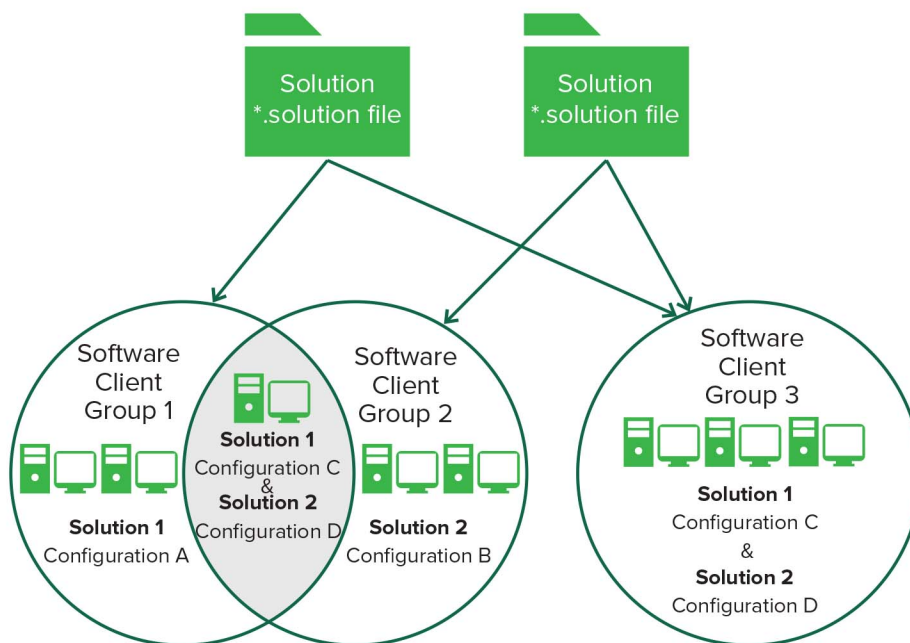 Solution
*.solution file
Solution
*.solution file
Software
Client
Group 1
Solution 1
Configuration A
Solution 1
Configuration C
&
Solution 2
Configuration D
Software
Client
Group 2
Solution 2
Configuration B
Software
Client
Group 3
Solution 1
Configuration C
&
Solution 2
Configuration D